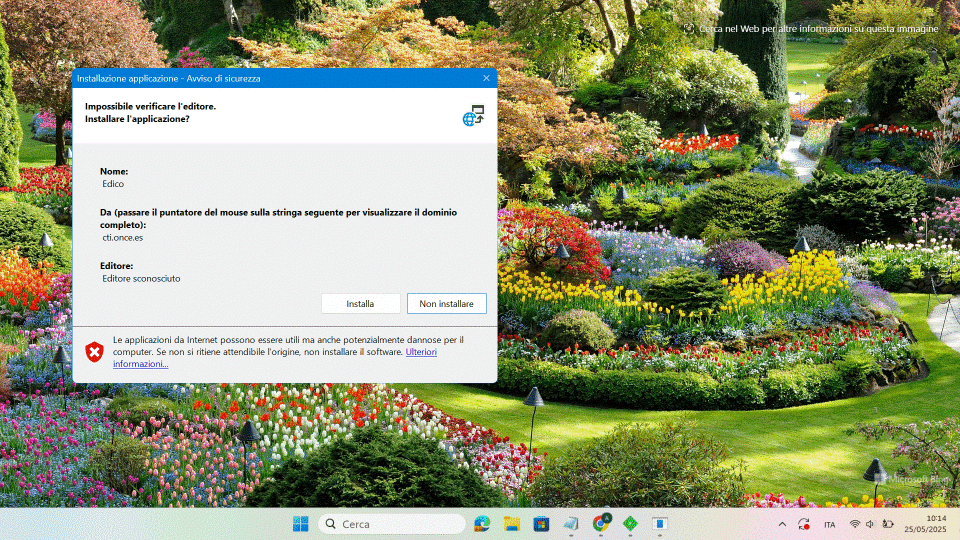 Cerca nel Web per altre informazioni su questa immagine
Installazione applicazione - Avviso di sicurezza
Impossibile verificare l'editore.
Installare l'applicazione?
Nome:
Edico
Da (passare il puntatore del mouse sulla stringa seguente per visualizzare il dominio
completo):
cti.once.es
Editore:
Editore sconosciuto
Installa
Non installare
Le applicazioni da Internet possono essere utili ma anche potenzialmente dannose per il
computer. Se non si ritiene attendibile l'origine, non installare il software. Ulteriori
informazioni...
Microsoft Bing
Cerca
A
ITA
10:14
25/05/2025